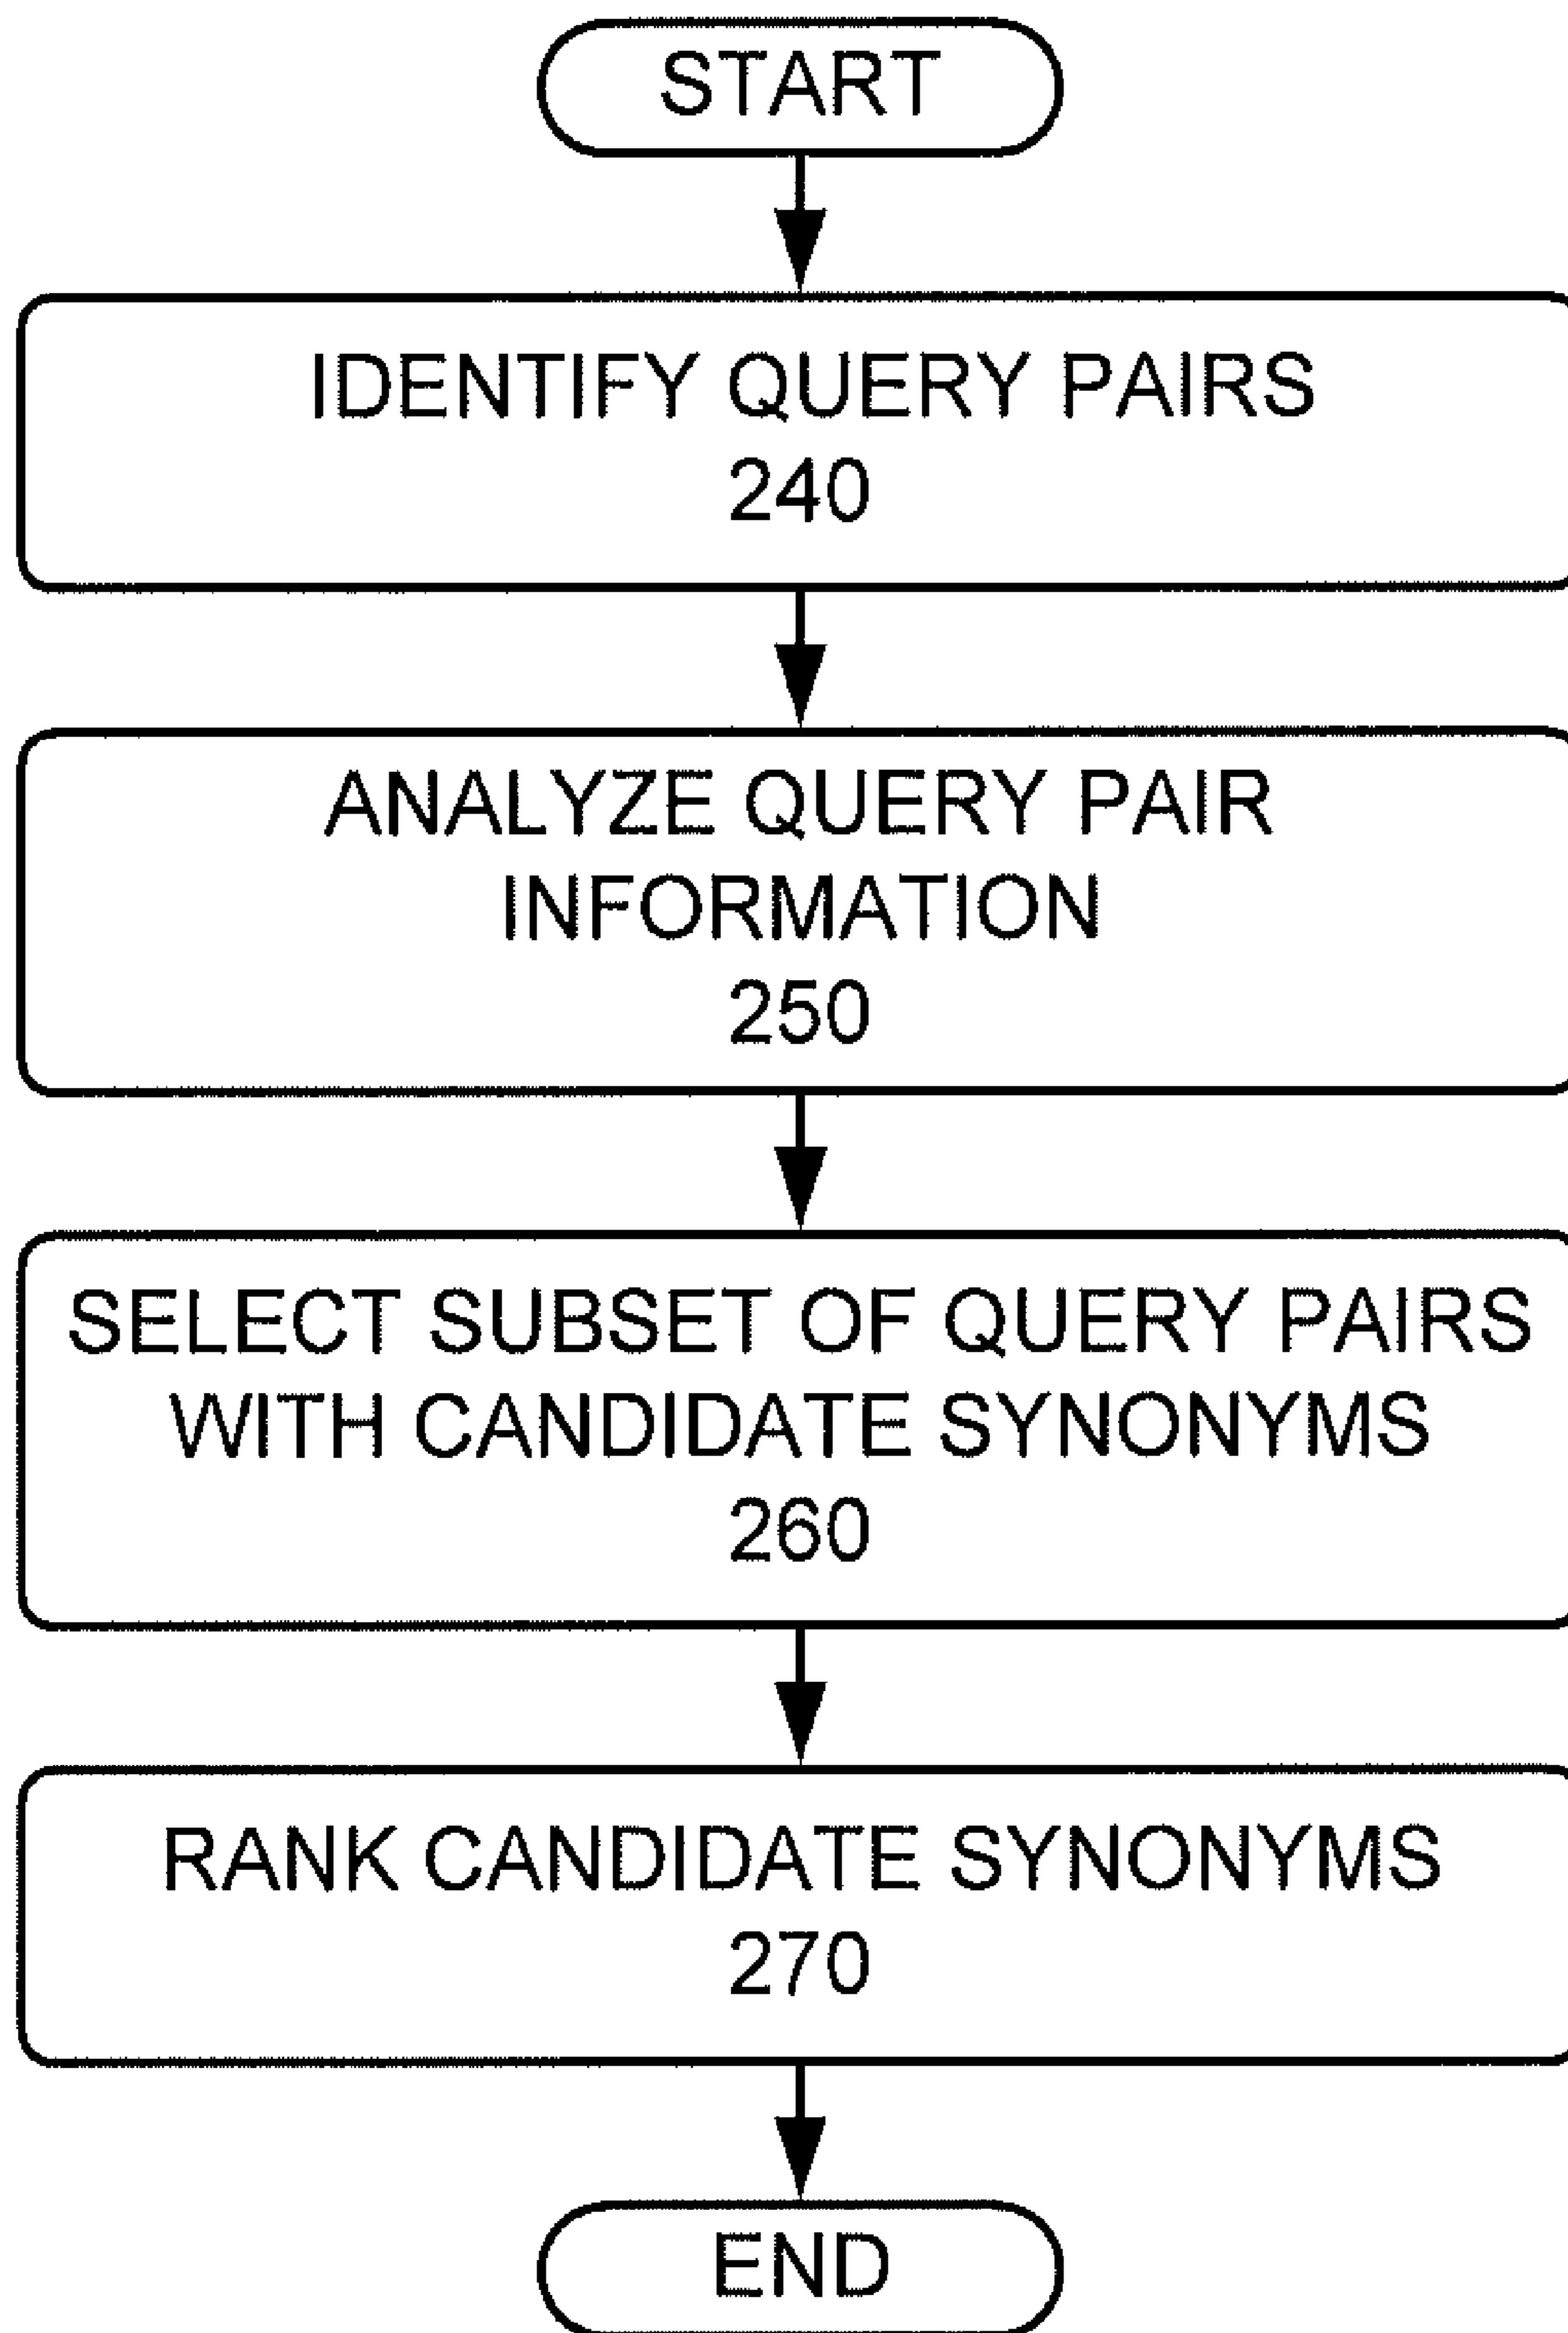 START
IDENTIFY QUERY PAIRS
240
ANALYZE QUERY PAIR
INFORMATION
250
SELECT SUBSET OF QUERY PAIRS
WITH CANDIDATE SYNONYMS
260
RANK CANDIDATE SYNONYMS
270
END